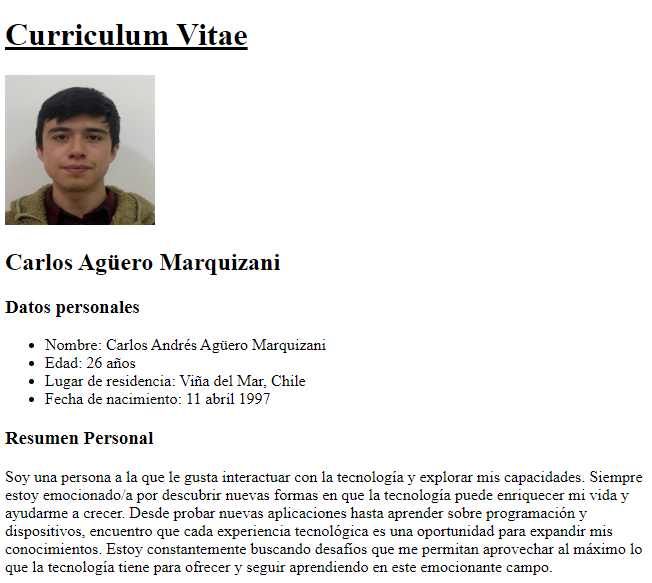 Curriculum Vitae
Carlos Agüero Marquizani
Datos personales
• Nombre: Carlos Andrés Agüero Marquizani
• Edad: 26 años
• Lugar de residencia: Viña del Mar, Chile
• Fecha de nacimiento: 11 abril 1997
Resumen Personal
Soy una persona a la que le gusta interactuar con la tecnología y explorar mis capacidades. Siempre
estoy emocionado/a por descubrir nuevas formas en que la tecnología puede enriquecer mi vida y
ayudarme a crecer. Desde probar nuevas aplicaciones hasta aprender sobre programación y
dispositivos, encuentro que cada experiencia tecnológica es una oportunidad para expandir mis
conocimientos. Estoy constantemente buscando desafíos que me permitan aprovechar al máximo lo
que la tecnología tiene para ofrecer y seguir aprendiendo en este emocionante campo.